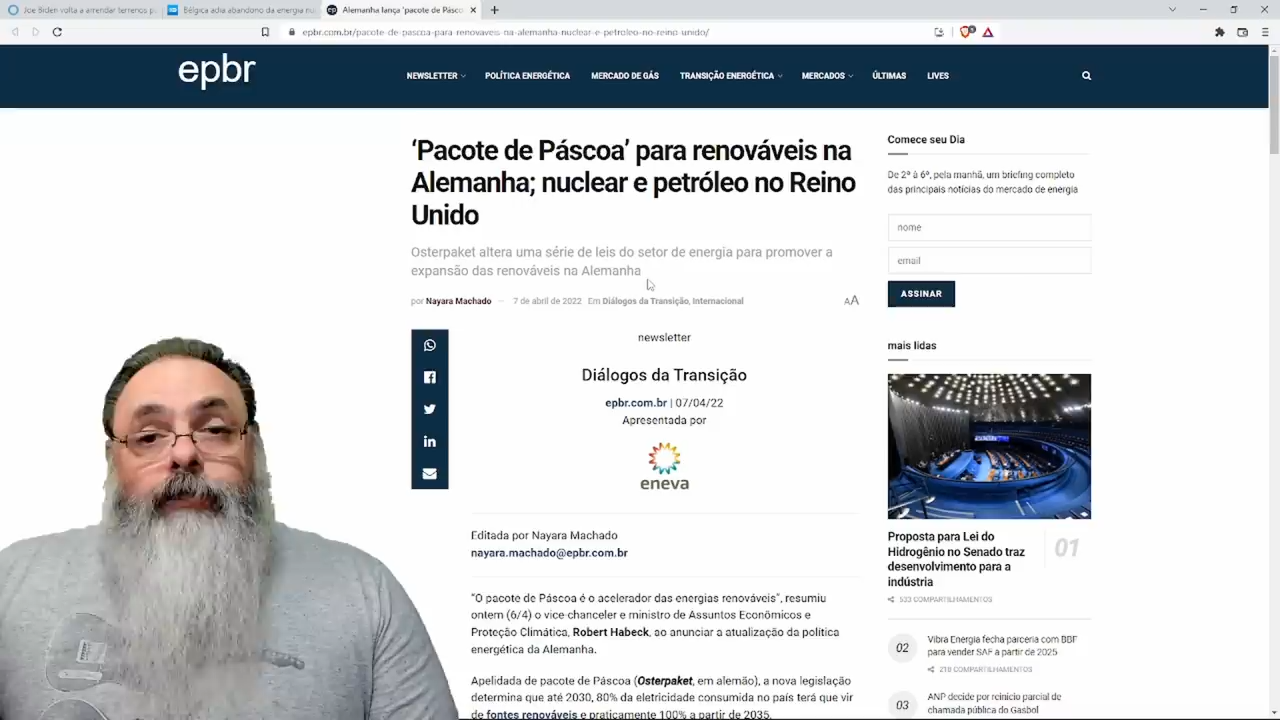 Joe Biden volta a arrendar terrenos p
Bélgica adia abandono da energia nu
Alemanha lança 'pacote de Pásco
epbr.com.br/pacote-de-pascoa-para-renovaveis-na-alemanha-nuclear-e-petroleo-no-reino-unido/
epbr
NEWSLETTER
POLÍTICA ENERGÉTICA
MERCADO DE GÁS
TRANSIÇÃO ENERGÉTICA
MERCADOS
ÚLTIMAS
LIVES
'Pacote de Páscoa' para renováveis na
Alemanha; nuclear e petróleo no Reino
Unido
Osterpaket altera uma série de leis do setor de energia para promover a
expansão das renováveis na Alemanha
por Nayara Machado — 7 de abril de 2022 Em Diálogos da Transição, Internacional
AA
newsletter
Diálogos da Transição
epbr.com.br | 07/04/22
Apresentada por
eneva
Editada por Nayara Machado
nayara.machado@epbr.com.br
"O pacote de Páscoa é o acelerador das energias renováveis", resumiu
ontem (6/4) o vice-chanceler e ministro de Assuntos Econômicos e
Proteção Climática, Robert Habeck, ao anunciar a atualização da política
energética da Alemanha.
Apelidada de pacote de Páscoa (Osterpaket, em alemão), a nova legislação
determina que até 2030, 80% da eletricidade consumida no país terá que vir
de fontes renováveis e praticamente 100% a partir de 2035.
Comece seu Dia
De 2ª a 6ª, pela manhã, um briefing completo
das principais notícias do mercado de energia
nome
email
ASSINAR
mais lidas
Proposta para Lei do
Hidrogênio no Senado traz
desenvolvimento para a
indústria
01
533 COMPARTILHAMENTOS
02
Vibra Energia fecha parceria com BBF
para vender SAF a partir de 2025
218 COMPARTILHAMENTOS
03
ANP decide por reinício parcial de
chamada pública do Gasbol